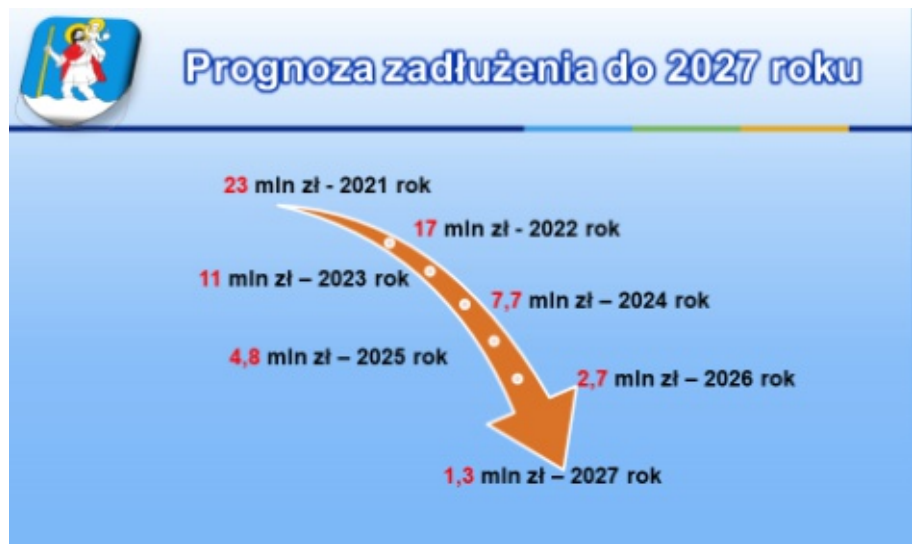 Prognoza zadłużenia do 2027 roku
23 mln zł - 2021 rok
17 mln zł - 2022 rok
11 mln zł – 2023 rok
7,7 mln zł – 2024 rok
4,8 mln zł – 2025 rok
2,7 mln zł – 2026 rok
1,3 mln zł – 2027 rok